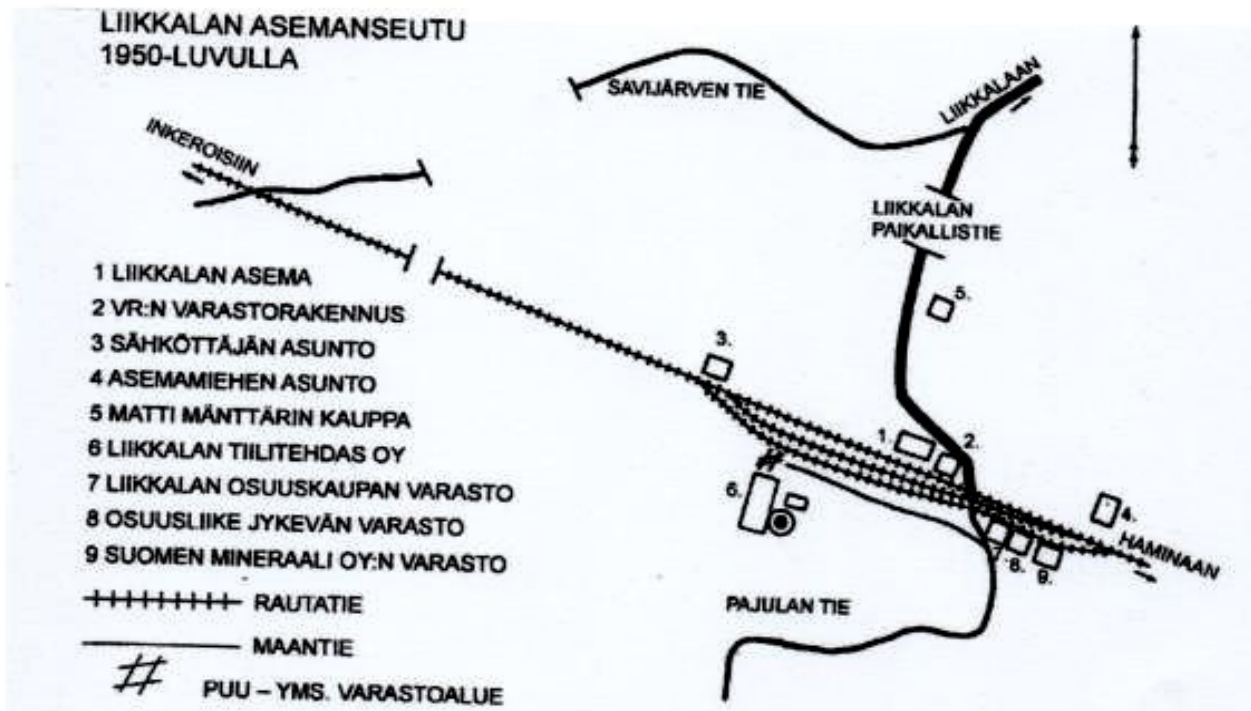 LIIKKALAN ASEMANSEUTU
1950-LUVULLA
SAVIJÄRVEN TIE
LIIKKALAAN
INKEROISIIN
LIIKKALAN
PAIKALLISTIE
5.
3.
1.
2.
6.
4.
7.
8.
9.
HAMINAAN
PAJULAN TIE
1 LIIKKALAN ASEMA
2 VR:N VARASTORAKENNUS
3 SÄHKÖTTÄJÄN ASUNTO
4 ASEMAMIEHEN ASUNTO
5 MATTI MÄNTTÄRIN KAUPPA
6 LIIKKALAN TIILITEHDAS OY
7 LIIKKALAN OSUUSKAUPAN VARASTO
8 OSUUSLIIKE JYKEVÄN VARASTO
9 SUOMEN MINERAALI OY:N VARASTO
RAUTATIE
MAANTIE
PUU – YMS. VARASTOALUE